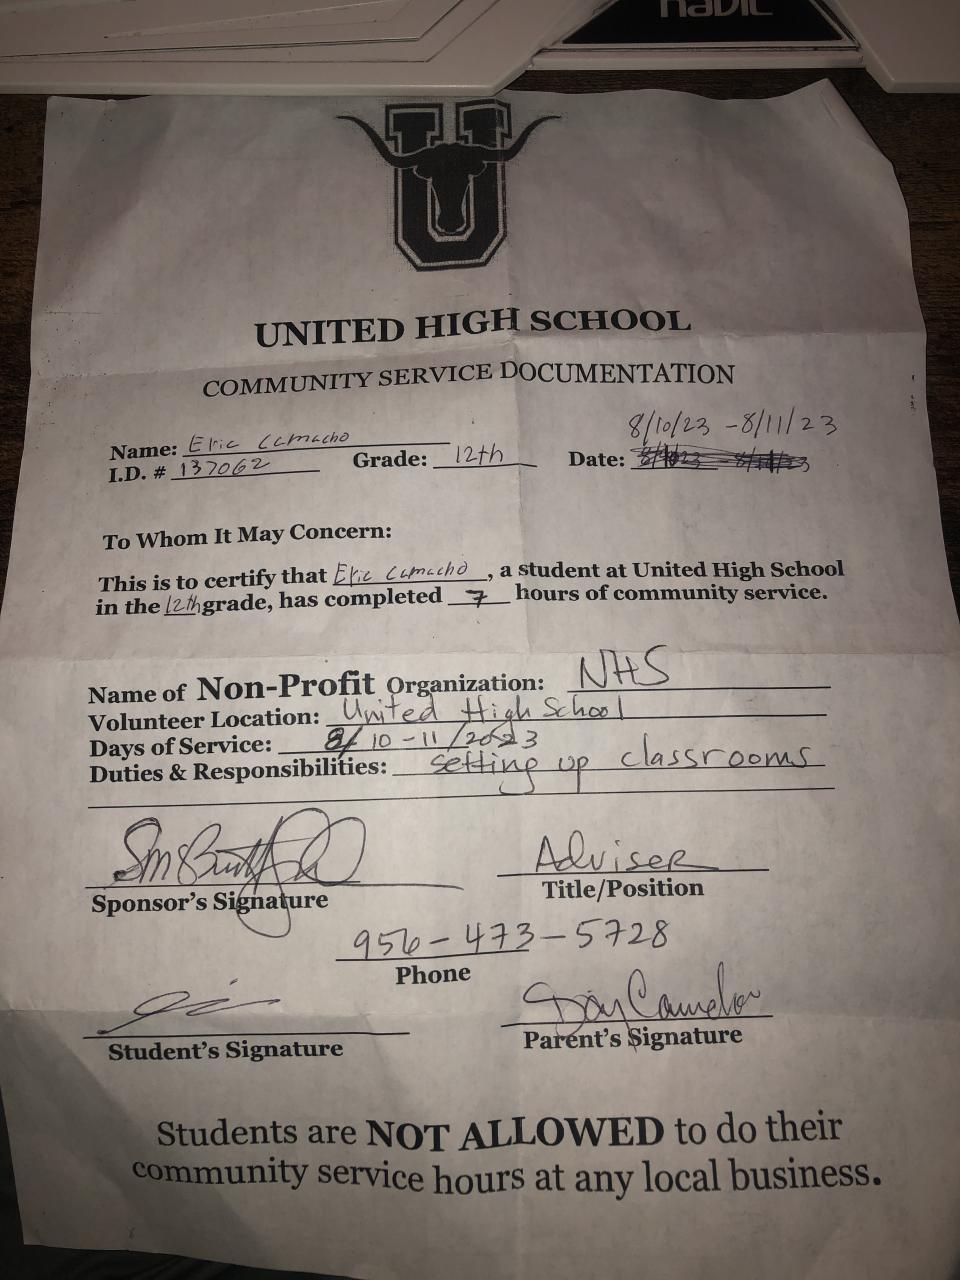 U
UNITED HIGH SCHOOL
COMMUNITY SERVICE DOCUMENTATION
8/10/23 - 8/11/23
Name: Eric Camacho
I.D. # 137062 Grade: 12th Date:
To Whom It May Concern:
This is to certify that Eric Camacho, a student at United High School
in the 12th grade, has completed 7 hours of community service.
Name of Non-Profit Organization: NHS
Volunteer Location: United High School
Days of Service: 8/10-11/2023
Duties & Responsibilities: setting up classrooms
Adviser
Sponsor's Signature Title/Position
956-473-5728
Phone
Student's Signature Parent's Signature
Students are NOT ALLOWED to do their
community service hours at any local business.